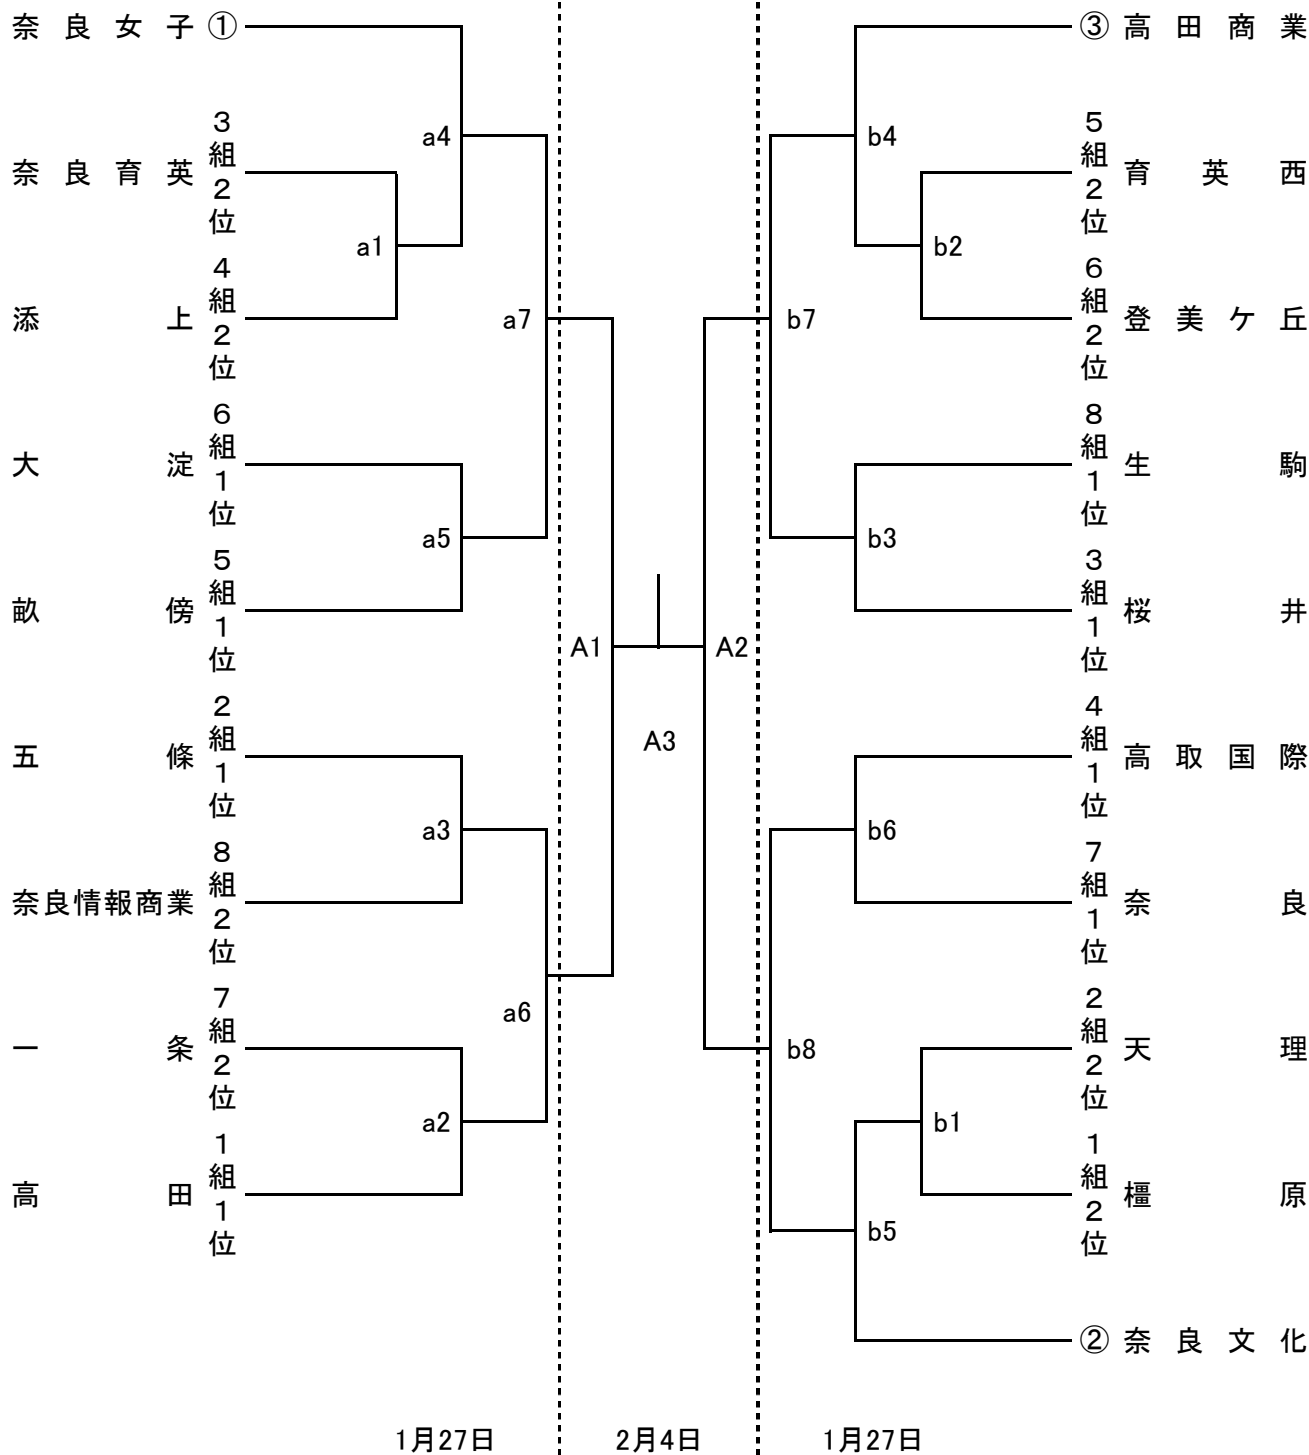 奈良女子 ①
奈良育英 3組2位
添上 4組2位
大淀 6組1位
畝傍 5組1位
五條 2組1位
奈良情報商業 8組2位
一条 7組2位
高田 1組1位
a4
a1
a7
a5
a3
a6
a2
A1
A3
A2
b4
b2
b7
b3
b6
b8
b1
b5
③ 高田商業
5組2位 育英西
6組2位 登美ケ丘
8組1位 生駒
3組1位 桜井
4組1位 高取国際
7組1位 奈良
2組2位 天理
1組2位 橿原
② 奈良文化
1月27日
2月4日
1月27日